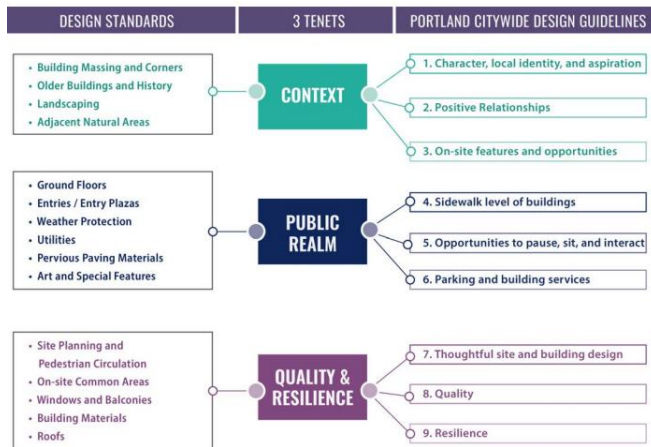 DESIGN STANDARDS
3 TENETS
PORTLAND CITYWIDE DESIGN GUIDELINES
• Building Massing and Corners
• Older Buildings and History
• Landscaping
• Adjacent Natural Areas
CONTEXT
1. Character, local identity, and aspiration
2. Positive Relationships
3. On-site features and opportunities
• Ground Floors
• Entries / Entry Plazas
• Weather Protection
• Utilities
• Pervious Paving Materials
• Art and Special Features
PUBLIC
REALM
4. Sidewalk level of buildings
5. Opportunities to pause, sit, and interact
6. Parking and building services
• Site Planning and
Pedestrian Circulation
• On-site Common Areas
• Windows and Balconies
• Building Materials
• Roofs
QUALITY &
RESILIENCE
7. Thoughtful site and building design
8. Quality
9. Resilience